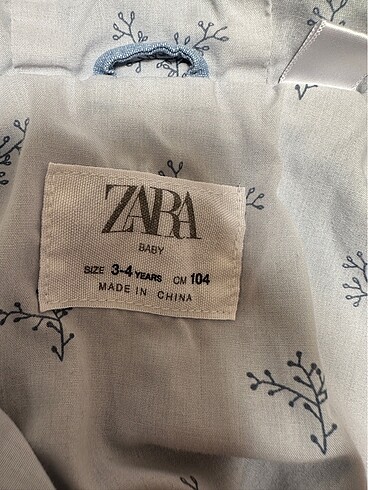 ZARA
BABY
SIZE 3-4 YEARS CM 104
MADE IN CHINA